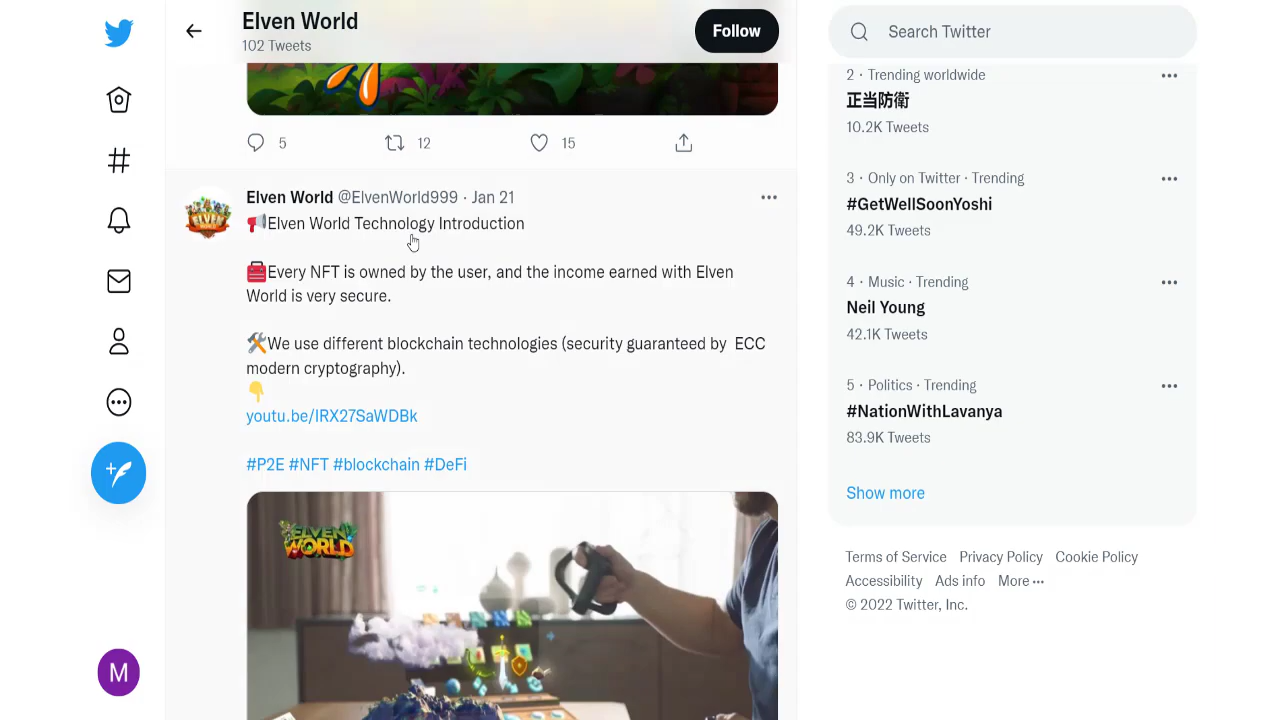 Elven World
102 Tweets
Follow
Search Twitter
5
12
15
Elven World @ElvenWorld999 · Jan 21
📢Elven World Technology Introduction
🧰Every NFT is owned by the user, and the income earned with Elven
World is very secure.
🛠️We use different blockchain technologies (security guaranteed by ECC
modern cryptography).
👇
youtu.be/IRX27SaWDBk
#P2E #NFT #blockchain #DeFi
ELVEN
WORLD
2 · Trending worldwide
正当防衛
10.2K Tweets
3 · Only on Twitter · Trending
#GetWellSoonYoshi
49.2K Tweets
4 · Music · Trending
Neil Young
42.1K Tweets
5 · Politics · Trending
#NationWithLavanya
83.9K Tweets
Show more
Terms of Service Privacy Policy Cookie Policy
Accessibility Ads info More ···
© 2022 Twitter, Inc.
M